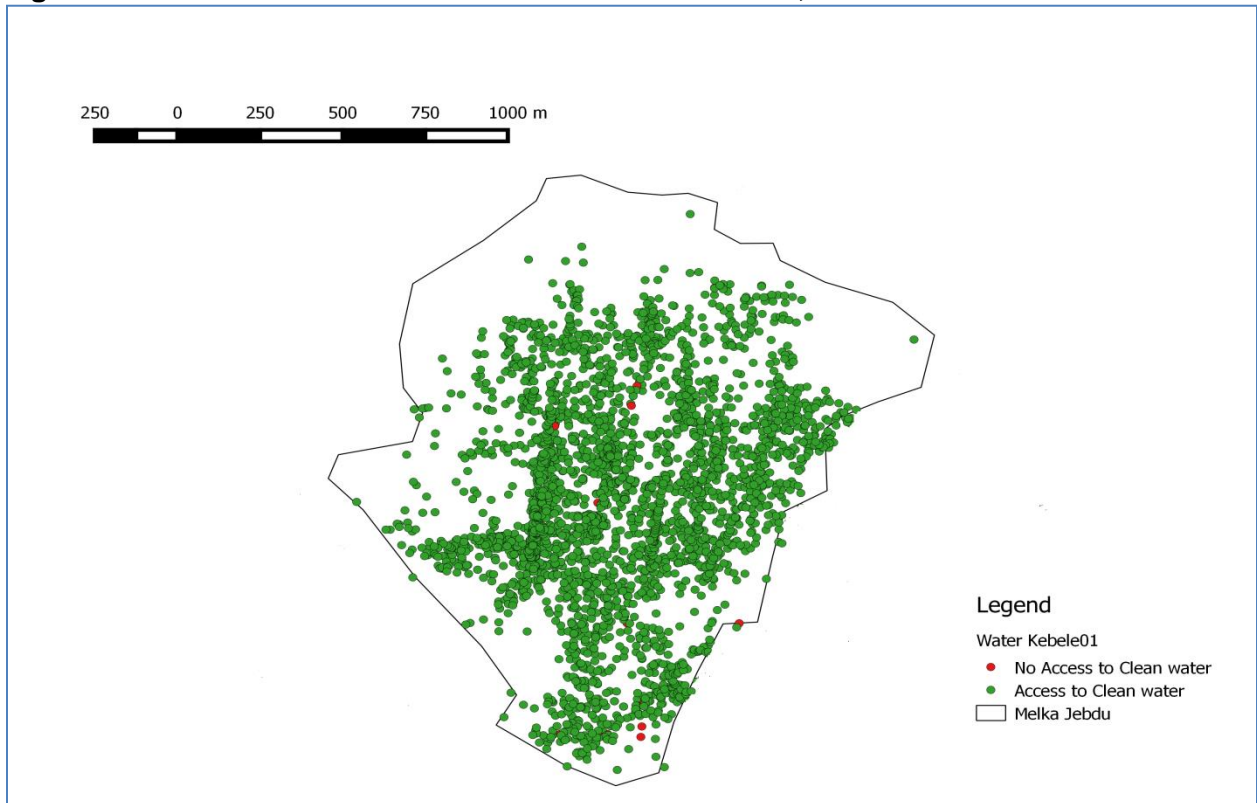 250 0 250 500 750 1000 m
Legend
Water Kebele01
No Access to Clean water
Access to Clean water
Melka Jebdu